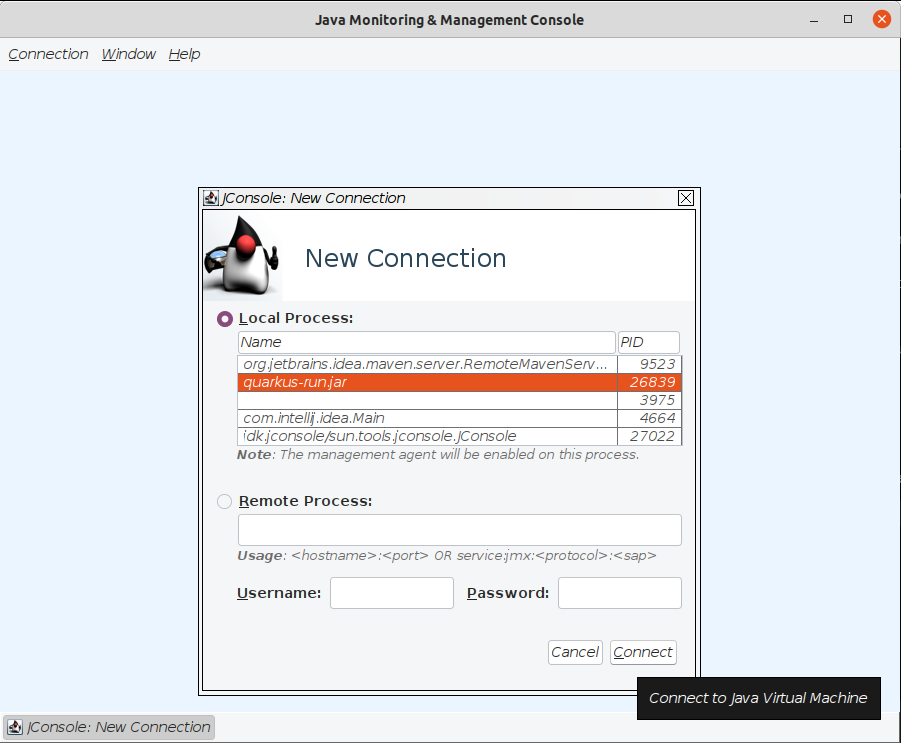 Java Monitoring & Management Console
Connection Window Help
JConsole: New Connection
New Connection
Local Process:
Name PID
org.jetbrains.idea.maven.server.RemoteMavenServ... 9523
quarkus-run.jar 26839
3975
com.intellij.idea.Main 4664
jdk.jconsole/sun.tools.jconsole.JConsole 27022
Note: The management agent will be enabled on this process.
Remote Process:
Usage: <hostname>:<port> OR service:jmx:<protocol>:<sap>
Username: Password:
Cancel Connect
Connect to Java Virtual Machine
JConsole: New Connection